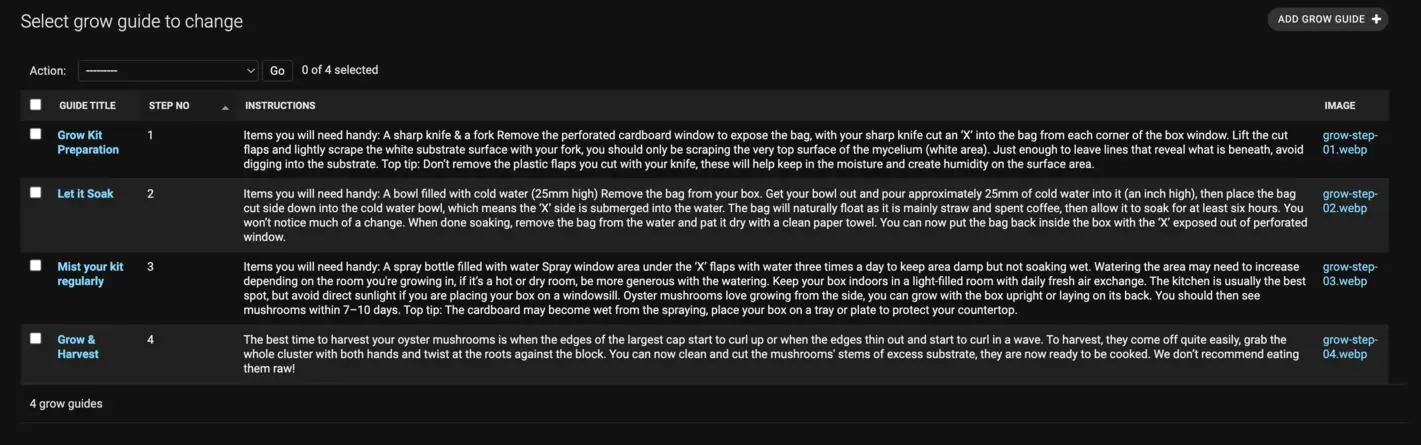 Select grow guide to change
ADD GROW GUIDE +
Action: --------- Go 0 of 4 selected
GUIDE TITLE STEP NO INSTRUCTIONS IMAGE
Grow Kit Preparation
1
Items you will need handy: A sharp knife & a fork Remove the perforated cardboard window to expose the bag, with your sharp knife cut an ‘X’ into the bag from each corner of the box window. Lift the cut
flaps and lightly scrape the white substrate surface with your fork, you should only be scraping the very top surface of the mycelium (white area). Just enough to leave lines that reveal what is beneath, avoid
digging into the substrate. Top tip: Don’t remove the plastic flaps you cut with your knife, these will help keep in the moisture and create humidity on the surface area.
grow-step-
01.webp
Let it Soak
2
Items you will need handy: A bowl filled with cold water (25mm high) Remove the bag from your box. Get your bowl out and pour approximately 25mm of cold water into it (an inch high), then place the bag
cut side down into the cold water bowl, which means the ‘X’ side is submerged into the water. The bag will naturally float as it is mainly straw and spent coffee, then allow it to soak for at least six hours. You
won’t notice much of a change. When done soaking, remove the bag from the water and pat it dry with a clean paper towel. You can now put the bag back inside the box with the ‘X’ exposed out of perforated
window.
grow-step-
02.webp
Mist your kit
regularly
3
Items you will need handy: A spray bottle filled with water Spray window area under the ‘X’ flaps with water three times a day to keep area damp but not soaking wet. Watering the area may need to increase
depending on the room you're growing in, if it’s a hot or dry room, be more generous with the watering. Keep your box indoors in a light-filled room with daily fresh air exchange. The kitchen is usually the best
spot, but avoid direct sunlight if you are placing your box on a windowsill. Oyster mushrooms love growing from the side, you can grow with the box upright or laying on its back. You should then see
mushrooms within 7–10 days. Top tip: The cardboard may become wet from the spraying, place your box on a tray or plate to protect your countertop.
grow-step-
03.webp
Grow &
Harvest
4
The best time to harvest your oyster mushrooms is when the edges of the largest cap start to curl up or when the edges thin out and start to curl in a wave. To harvest, they come off quite easily, grab the
whole cluster with both hands and twist at the roots against the block. You can now clean and cut the mushrooms' stems of excess substrate, they are now ready to be cooked. We don’t recommend eating
them raw!
grow-step-
04.webp
4 grow guides